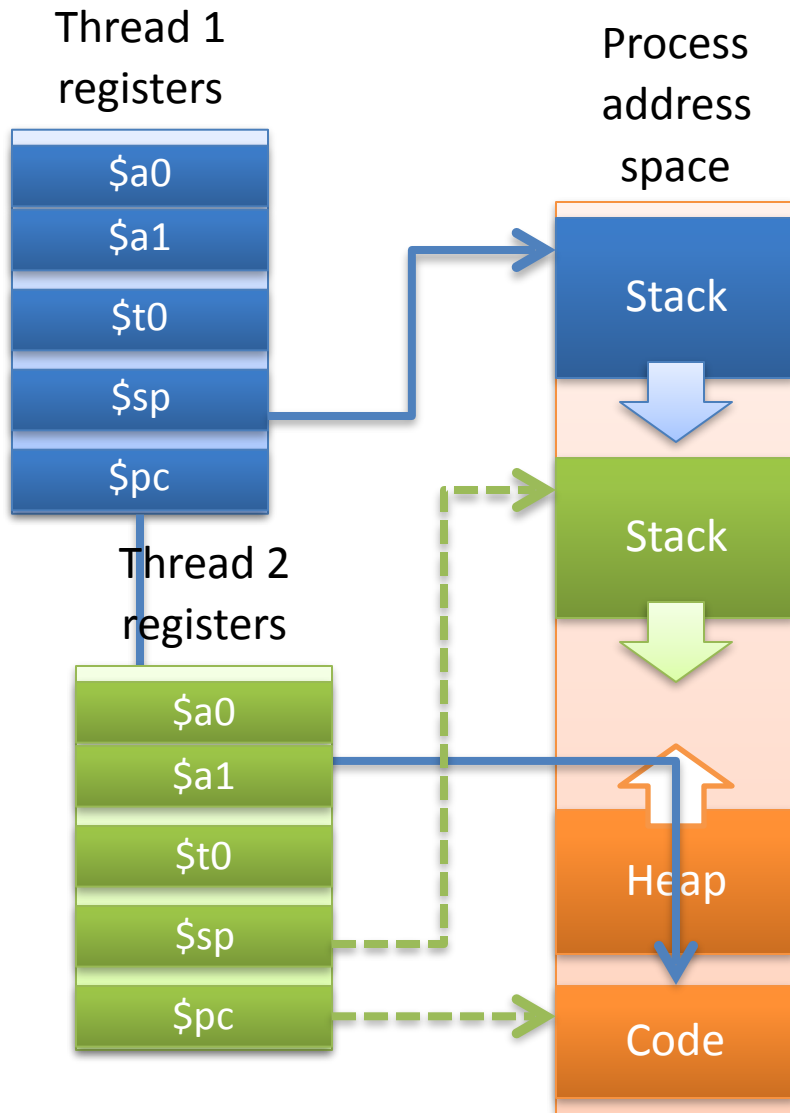 Thread 1
registers
$a0
$a1
$t0
$sp
$pc
Thread 2
registers
$a0
$a1
$t0
$sp
$pc
Process
address
space
Stack
Stack
Heap
Code